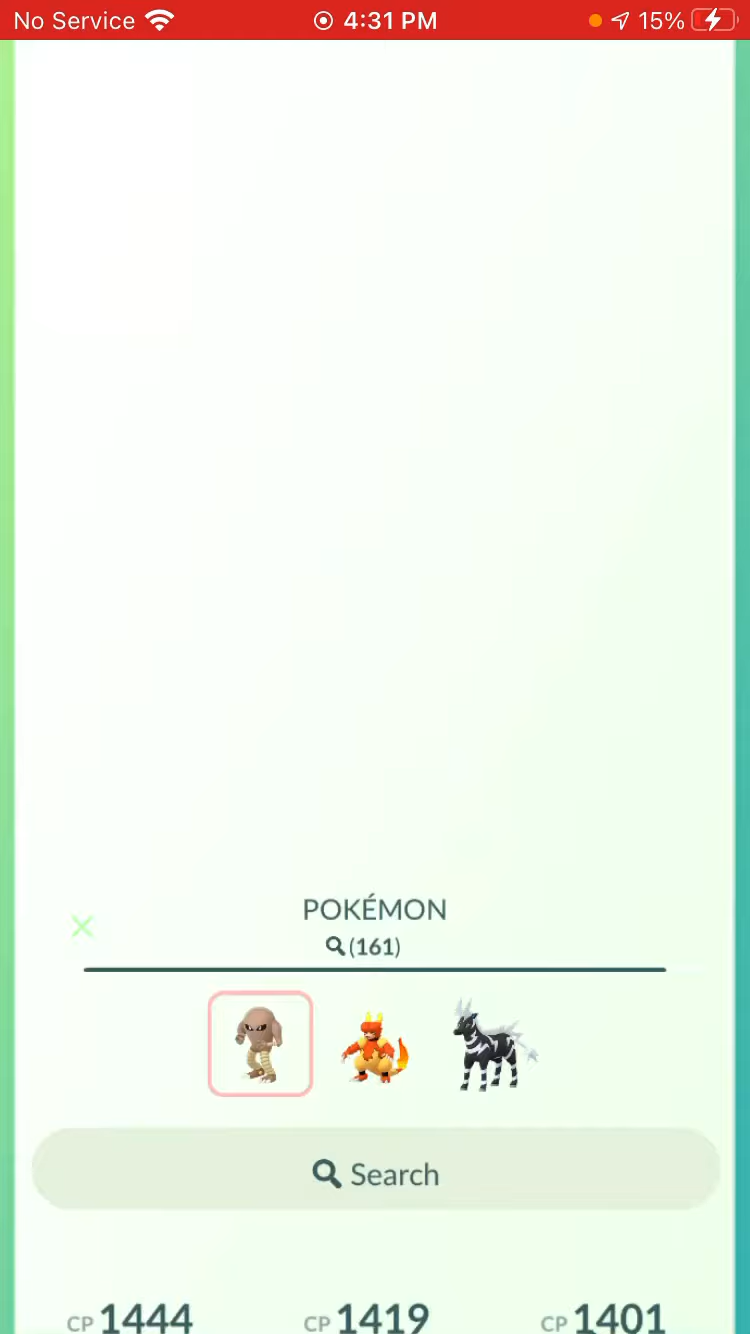 No Service 4:31 PM 15%
POKÉMON
(161)
Search
CP 1444 CP 1419 CP 1401